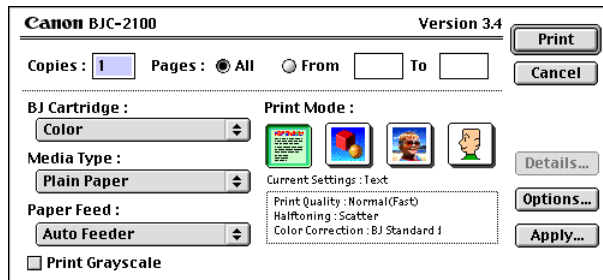 Canon BJC-2100 Version 3.4
Print
Copies : 1 Pages : All From To
Cancel
BJ Cartridge : Print Mode :
Color
Media Type :
Plain Paper
Details...
Current Settings : Text
Paper Feed :
Print Quality : Normal(Fast)
Options...
Halftoning : Scatter
Color Correction : BJ Standard 1
Auto Feeder
Apply...
Print Grayscale